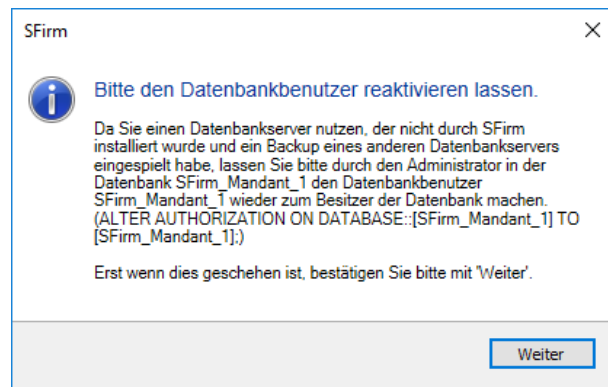 SFirm
Bitte den Datenbankbenutzer reaktivieren lassen.
Da Sie einen Datenbankserver nutzen, der nicht durch SFirm
installiert wurde und ein Backup eines anderen Datenbankservers
eingespielt habe, lassen Sie bitte durch den Administrator in der
Datenbank SFirm_Mandant_1 den Datenbankbenutzer
SFirm_Mandant_1 wieder zum Besitzer der Datenbank machen.
(ALTER AUTHORIZATION ON DATABASE::[SFirm_Mandant_1] TO
[SFirm_Mandant_1];)
Erst wenn dies geschehen ist, bestätigen Sie bitte mit 'Weiter'.
Weiter